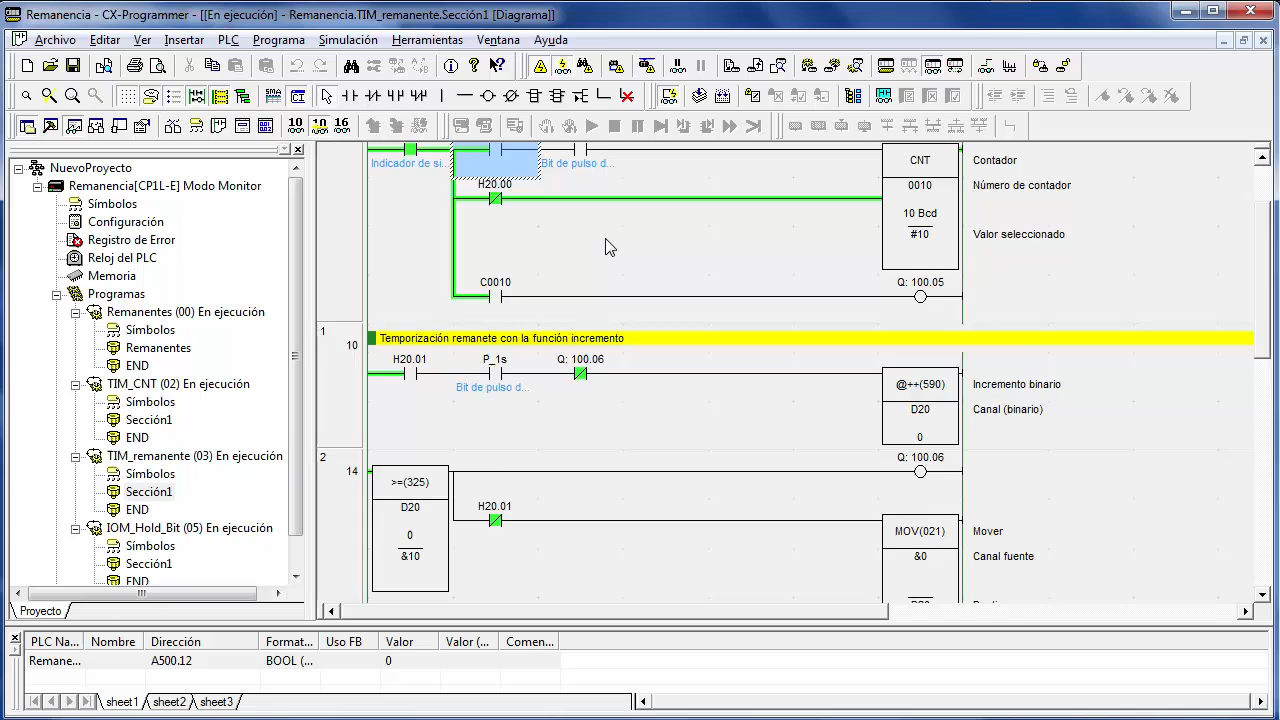 Remanencia - CX-Programmer - [[En ejecución] - Remanencia.TIM_remanente.Sección1 [Diagrama]]
Archivo Editar Ver Insertar PLC Programa Simulación Herramientas Ventana Ayuda
SMA CI
10 10 16
NuevoProyecto
Remanencia[CP1L-E] Modo Monitor
Símbolos
Configuración
Registro de Error
Reloj del PLC
Memoria
Programas
Remanentes (00) En ejecución
Símbolos
Remanentes
END
TIM_CNT (02) En ejecución
Símbolos
Sección1
END
TIM_remanente (03) En ejecución
Símbolos
Sección1
END
IOM_Hold_Bit (05) En ejecución
Símbolos
Sección1
END
Proyecto
Indicador de si... Bit de pulso d...
CNT Contador
H20.00
0010 Número de contador
10 Bcd
#10 Valor seleccionado
C0010 Q: 100.05
1
10
Temporización remanete con la función incremento
H20.01 P_1s Q: 100.06
Bit de pulso d...
@++(590) Incremento binario
D20 Canal (binario)
0
2
14
Q: 100.06
>=(325)
D20
0
&10
H20.01
MOV(021) Mover
&0 Canal fuente
PLC Na... Nombre Dirección Format... Uso FB Valor Valor (... Comen...
Remane... A500.12 BOOL (... 0
sheet1 sheet2 sheet3